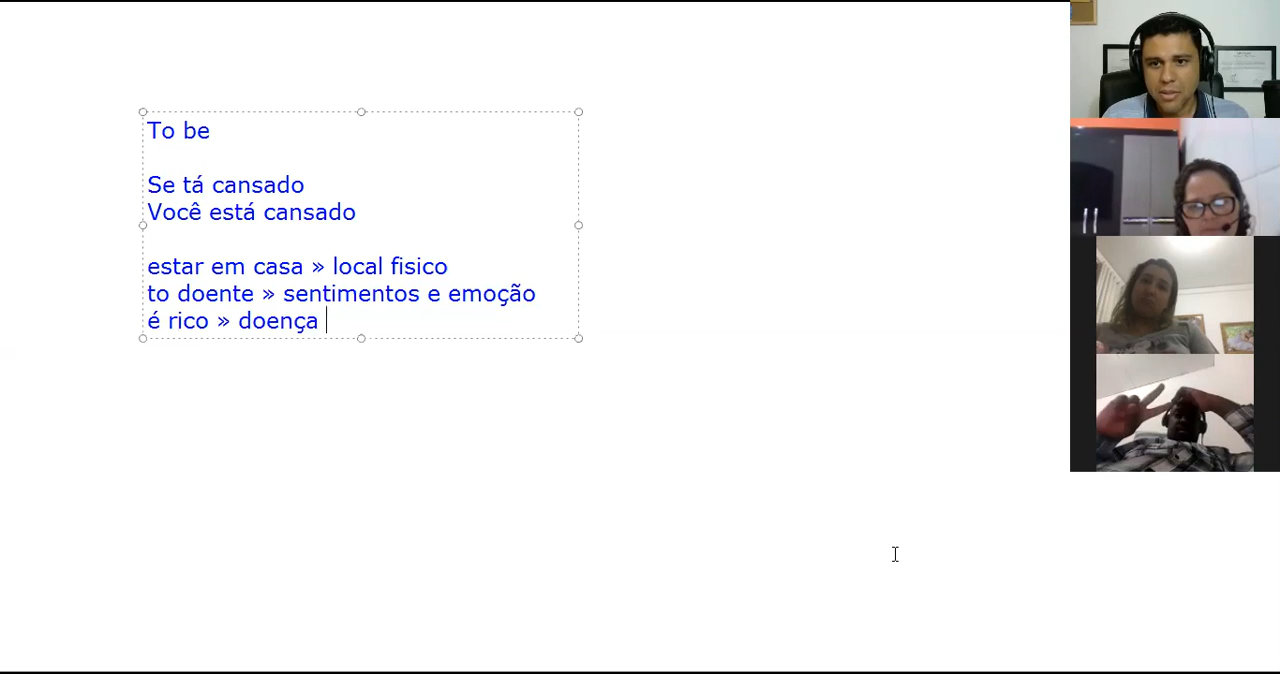 To be
Se tá cansado
Você está cansado
estar em casa » local fisico
to doente » sentimentos e emoção
é rico » doença